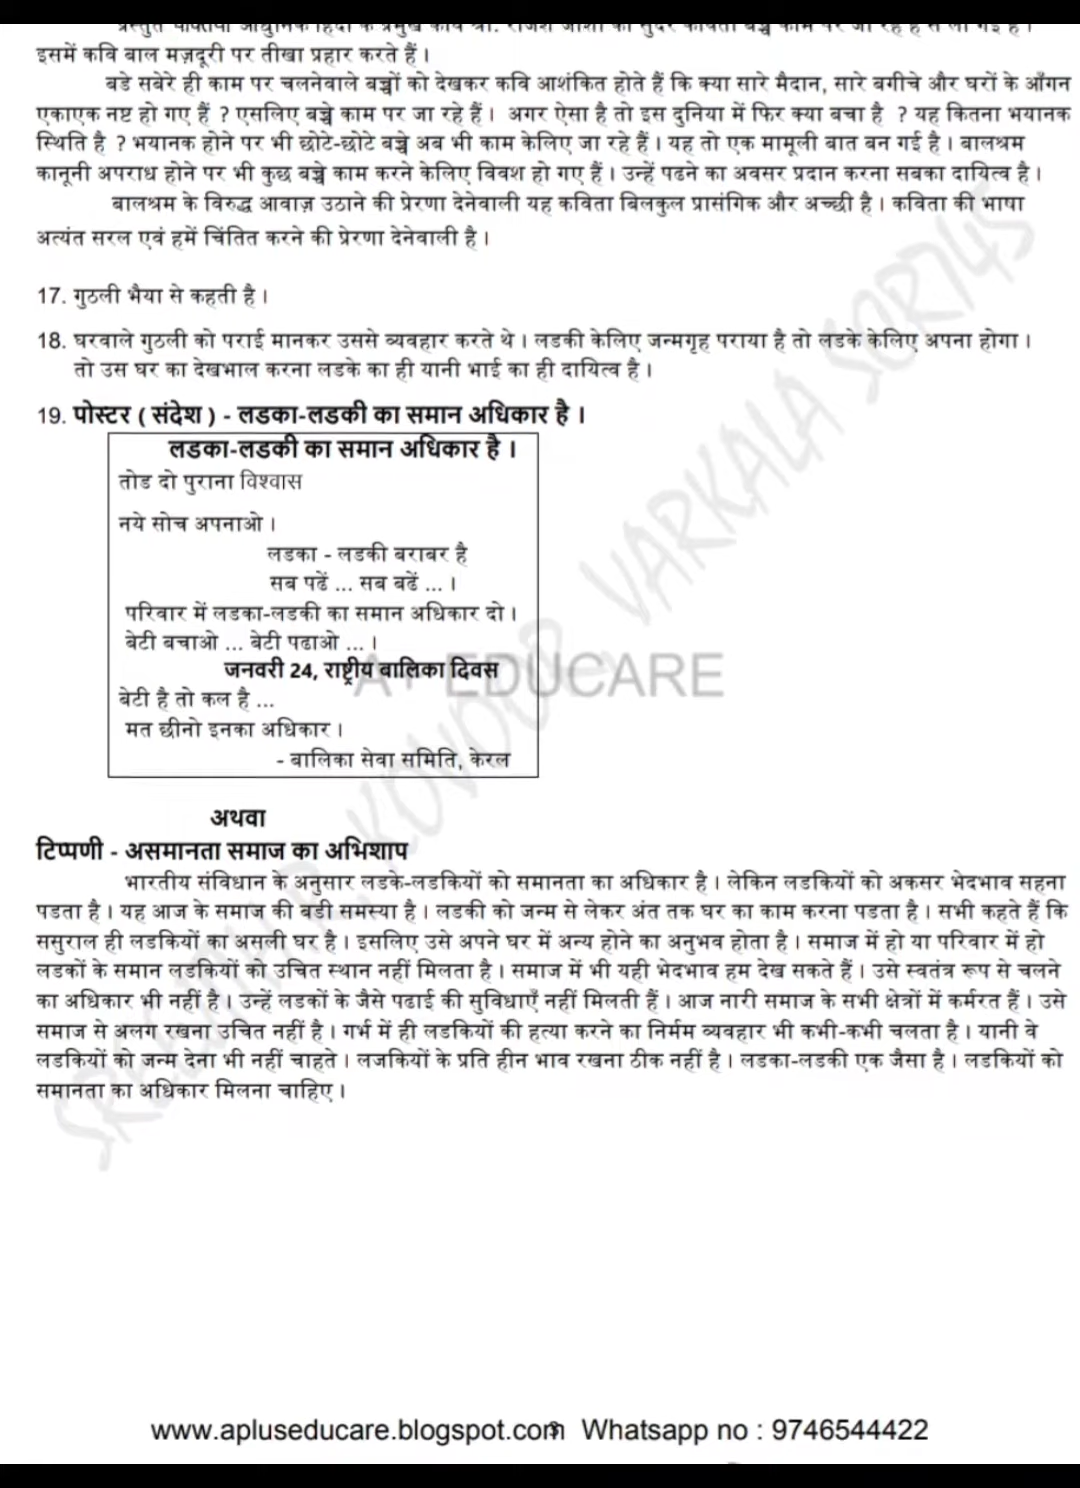 प्रस्तुत पंक्तियाँ आधुनिक हिंदी के प्रमुख कवि श्री. राजेश जोशी की सुंदर कविता बच्चे काम पर जा रहे हैं से ली गई हैं ।
इसमें कवि बाल मज़दूरी पर तीखा प्रहार करते हैं ।
बडे सबेरे ही काम पर चलनेवाले बच्चों को देखकर कवि आशंकित होते हैं कि क्या सारे मैदान, सारे बगीचे और घरों के आँगन
एकाएक नष्ट हो गए हैं ? एसलिए बच्चे काम पर जा रहे हैं । अगर ऐसा है तो इस दुनिया में फिर क्या बचा है ? यह कितना भयानक
स्थिति है ? भयानक होने पर भी छोटे-छोटे बच्चे अब भी काम केलिए जा रहे हैं । यह तो एक मामूली बात बन गई है । बालश्रम
कानूनी अपराध होने पर भी कुछ बच्चे काम करने केलिए विवश हो गए हैं । उन्हें पढने का अवसर प्रदान करना सबका दायित्व है ।
बालश्रम के विरुद्ध आवाज़ उठाने की प्रेरणा देनेवाली यह कविता बिलकुल प्रासंगिक और अच्छी है । कविता की भाषा
अत्यंत सरल एवं हमें चिंतित करने की प्रेरणा देनेवाली है ।
17. गुठली भैया से कहती है ।
18. घरवाले गुठली को पराई मानकर उससे व्यवहार करते थे । लडकी केलिए जन्मगृह पराया है तो लडके केलिए अपना होगा ।
तो उस घर का देखभाल करना लडके का ही यानी भाई का ही दायित्व है ।
19. पोस्टर ( संदेश ) - लडका-लडकी का समान अधिकार है ।
लडका-लडकी का समान अधिकार है ।
तोड दो पुराना विश्वास
नये सोच अपनाओ ।
लडका - लडकी बराबर है
सब पढें ... सब बढें ... ।
परिवार में लडका-लडकी का समान अधिकार दो ।
बेटी बचाओ ... बेटी पढाओ ... ।
जनवरी 24, राष्ट्रीय बालिका दिवस
बेटी है तो कल है ...
मत छीनो इनका अधिकार ।
- बालिका सेवा समिति, केरल
A+ EDUCARE
अथवा
टिप्पणी - असमानता समाज का अभिशाप
भारतीय संविधान के अनुसार लडके-लडकियों को समानता का अधिकार है । लेकिन लडकियों को अकसर भेदभाव सहना
पडता है । यह आज के समाज की बडी समस्या है । लडकी को जन्म से लेकर अंत तक घर का काम करना पडता है । सभी कहते हैं कि
ससुराल ही लडकियों का असली घर है । इसलिए उसे अपने घर में अन्य होने का अनुभव होता है । समाज में हो या परिवार में हो
लडकों के समान लडकियों को उचित स्थान नहीं मिलता है । समाज में भी यही भेदभाव हम देख सकते हैं । उसे स्वतंत्र रूप से चलने
का अधिकार भी नहीं है । उन्हें लडकों के जैसे पढाई की सुविधाएँ नहीं मिलती हैं । आज नारी समाज के सभी क्षेत्रों में कर्मरत हैं । उसे
समाज से अलग रखना उचित नहीं है । गर्भ में ही लडकियों की हत्या करने का निर्मम व्यवहार भी कभी-कभी चलता है । यानी वे
लडकियों को जन्म देना भी नहीं चाहते । लजकियों के प्रति हीन भाव रखना ठीक नहीं है । लडका-लडकी एक जैसा है । लडकियों को
समानता का अधिकार मिलना चाहिए ।
www.apluseducare.blogspot.com Whatsapp no : 9746544422